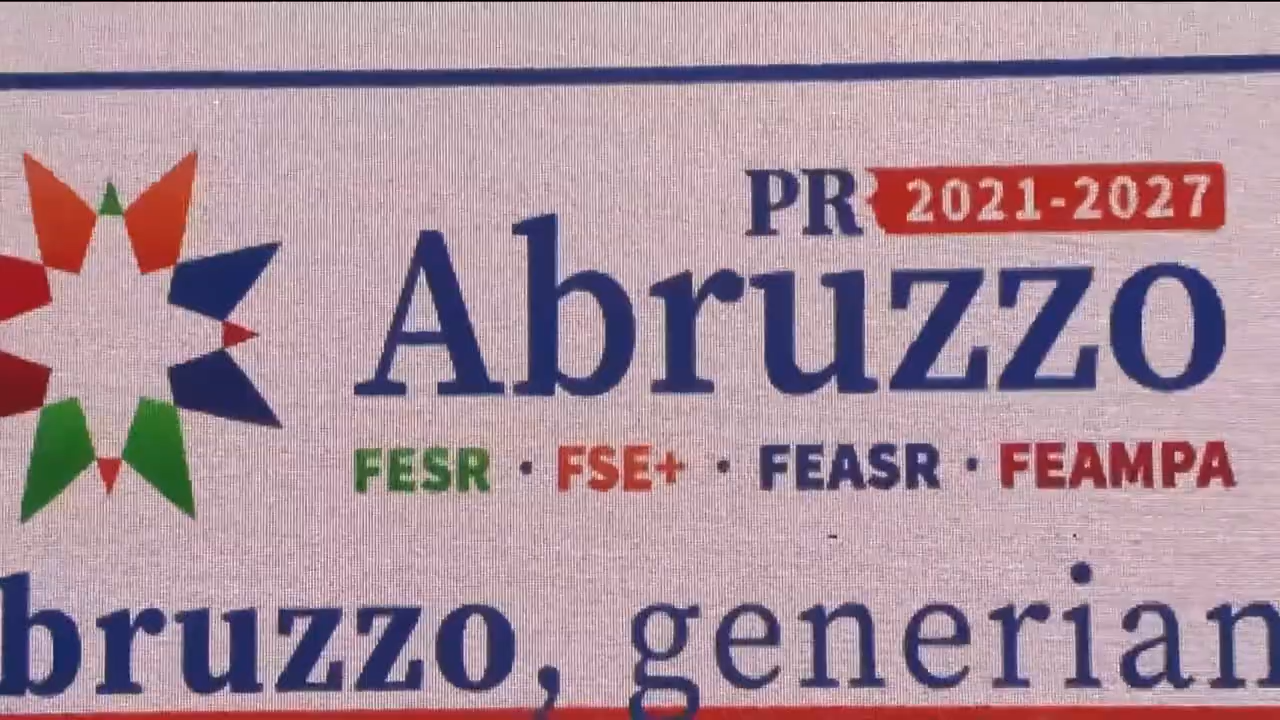 PR 2021-2027
Abruzzo
FESR · FSE+ · FEASR · FEAMPA
bruzzo, generian